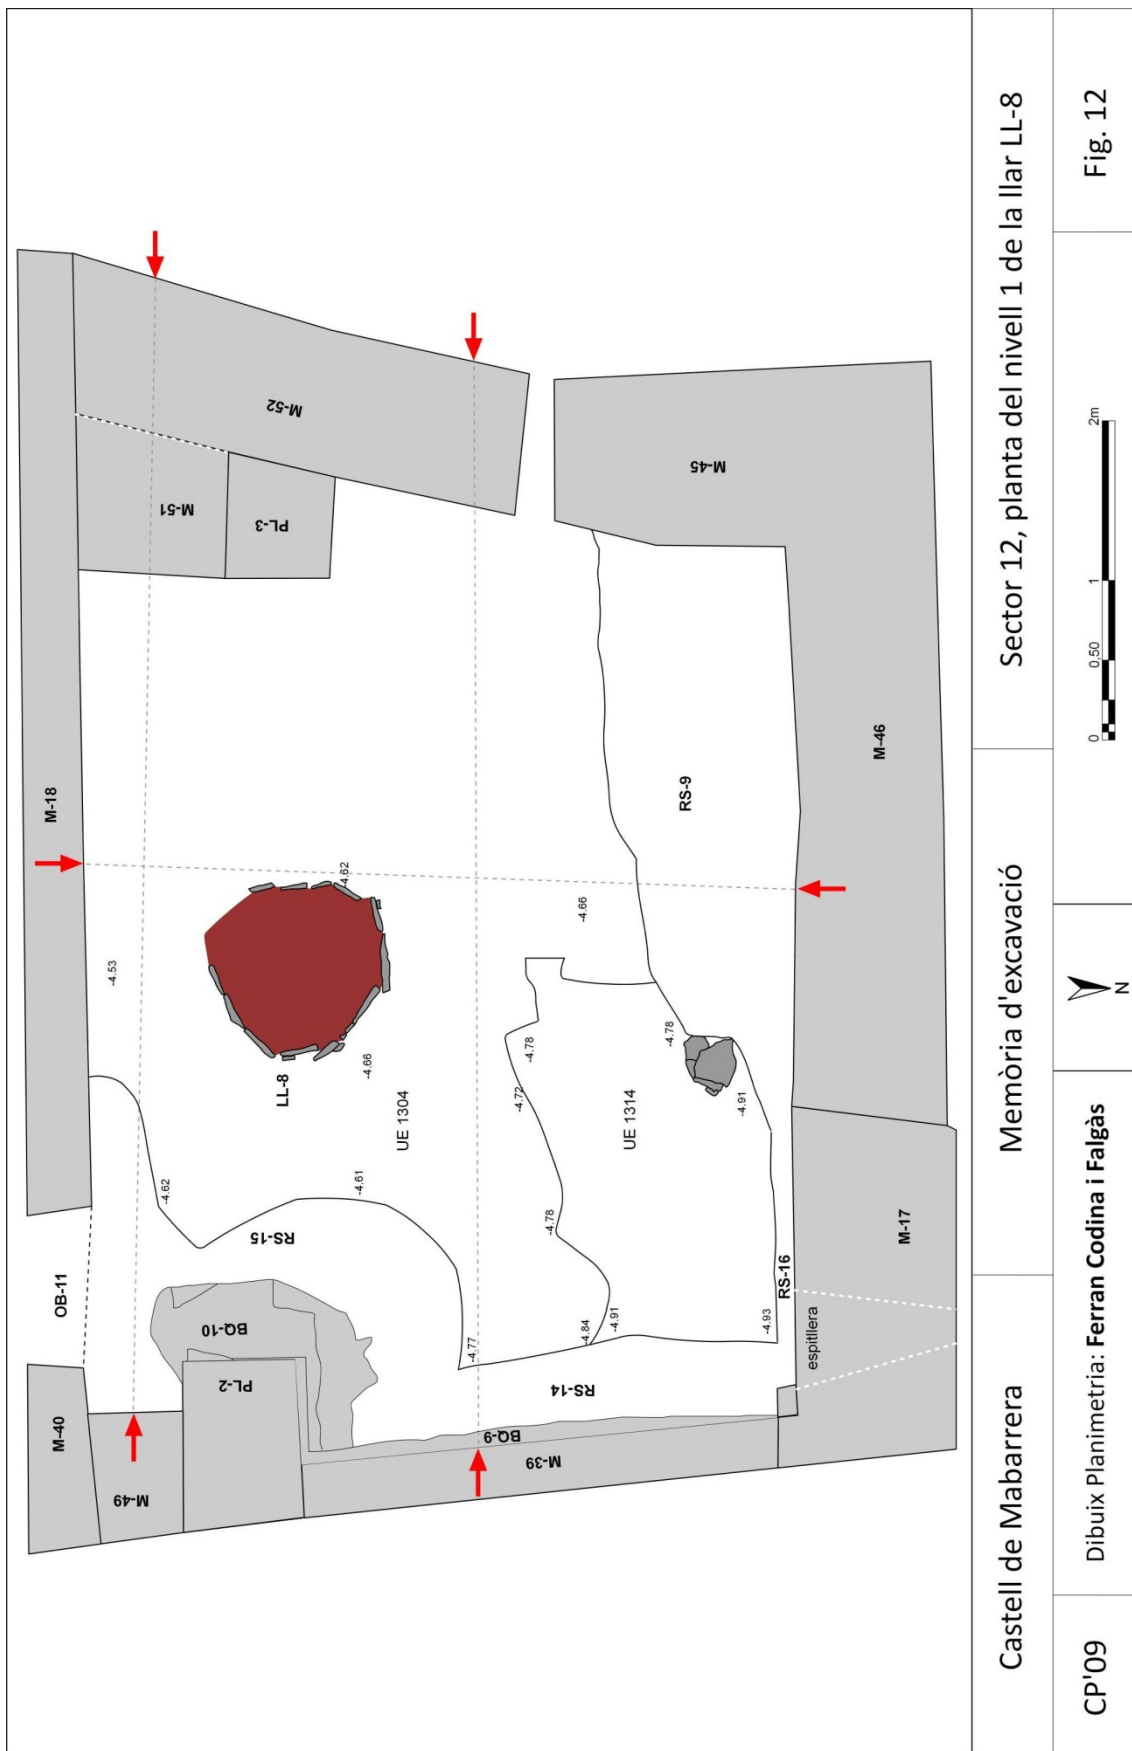 M-18
M-52
M-51
PL-3
M-45
-4.53
-4.62
LL-8
-4.66
-4.66
RS-9
M-46
UE 1304
-4.72
-4.78
-4.78
UE 1314
-4.91
-4.62
-4.61
-4.78
RS-15
OB-11
BQ-10
PL-2
-4.77
-4.84
-4.91
-4.93
RS-16
M-17
espitllera
RS-14
BQ-9
M-39
M-40
M-49
Castell de Mabarrera
Memòria d'excavació
Sector 12, planta del nivell 1 de la llar LL-8
CP'09
Dibuix Planimetria: Ferran Codina i Falgàs
N
0 0,50 1 2m
Fig. 12